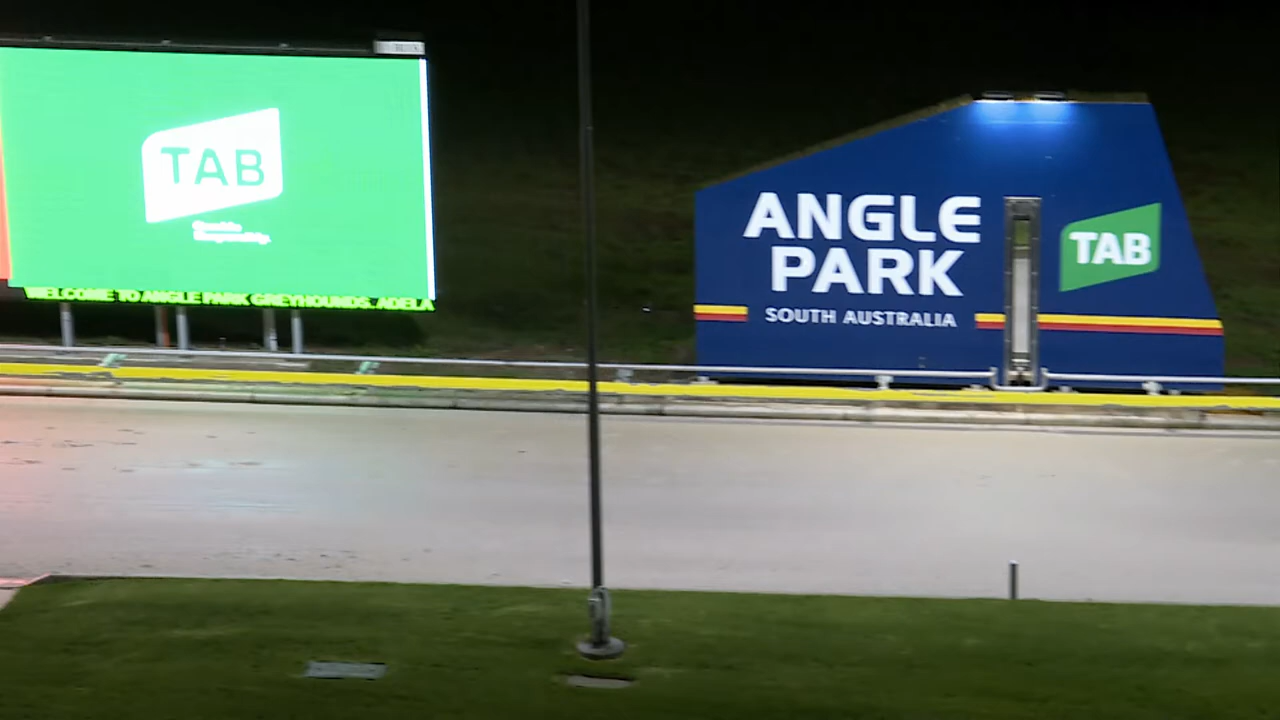 TAB
WELCOME TO ANGLE PARK GREYHOUNDS. ADELA
ANGLE
PARK
SOUTH AUSTRALIA
TAB